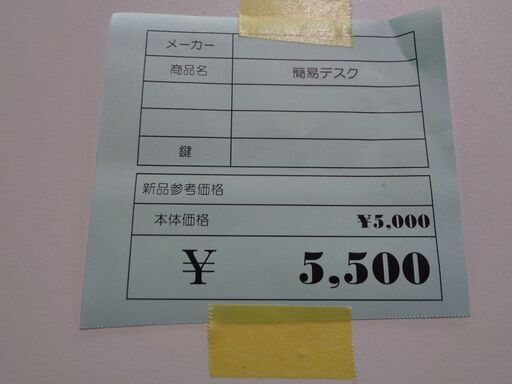 メーカー
商品名 簡易デスク
鍵
新品参考価格
本体価格 ¥5,000
¥ 5,500